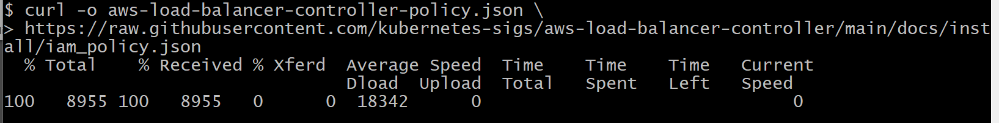 $ curl -o aws-load-balancer-controller-policy.json \
> https://raw.githubusercontent.com/kubernetes-sigs/aws-load-balancer-controller/main/docs/inst
all/iam_policy.json
  % Total    % Received % Xferd  Average Speed  Time    Time    Time   Current
                                 Dload  Upload  Total   Spent   Left   Speed
100   8955 100   8955   0      0  18342      0                              0